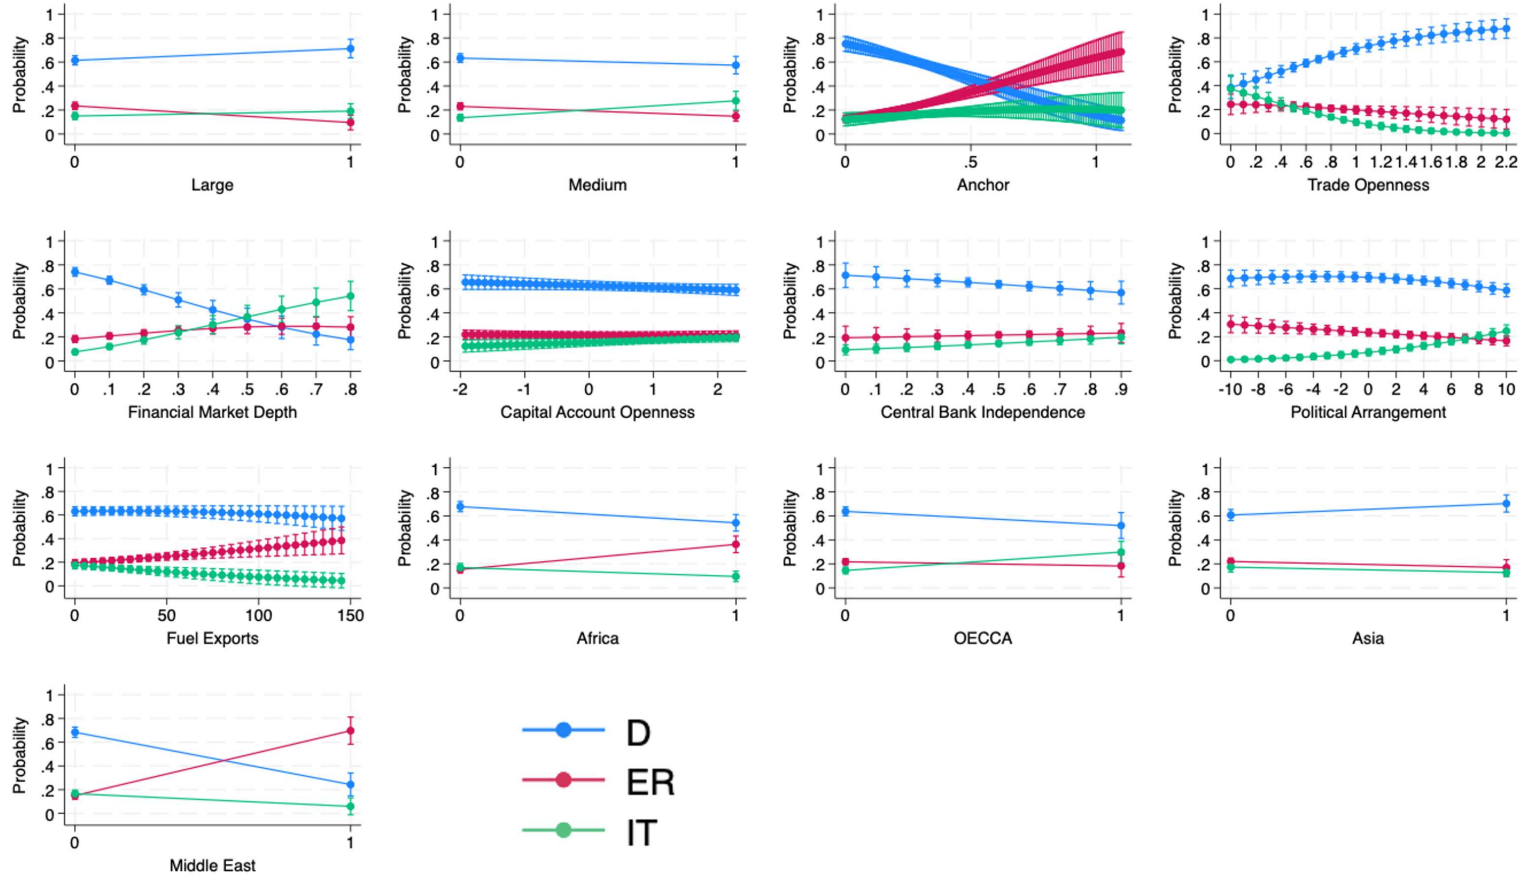 1 1 1 1
.8 .8 .8 .8
.6 .6 .6 .6
.4 .4 .4 .4
.2 .2 .2 .2
0 0 0 0
Probability Probability Probability Probability
0 1 0 1 0 .5 1 0 .2 .4 .6 .8 1 1.2 1.4 1.6 1.8 2 2.2
Large Medium Anchor Trade Openness
1 1 1 1
.8 .8 .8 .8
.6 .6 .6 .6
.4 .4 .4 .4
.2 .2 .2 .2
0 0 0 0
Probability Probability Probability Probability
0 .1 .2 .3 .4 .5 .6 .7 .8 -2 -1 0 1 2 0 .1 .2 .3 .4 .5 .6 .7 .8 .9 -10 -8 -6 -4 -2 0 2 4 6 8 10
Financial Market Depth Capital Account Openness Central Bank Independence Political Arrangement
1 1 1 1
.8 .8 .8 .8
.6 .6 .6 .6
.4 .4 .4 .4
.2 .2 .2 .2
0 0 0 0
Probability Probability Probability Probability
0 50 100 150 0 1 0 1 0 1
Fuel Exports Africa OECCA Asia
1
.8
.6
.4
.2
0
Probability
0 1
Middle East
D
ER
IT